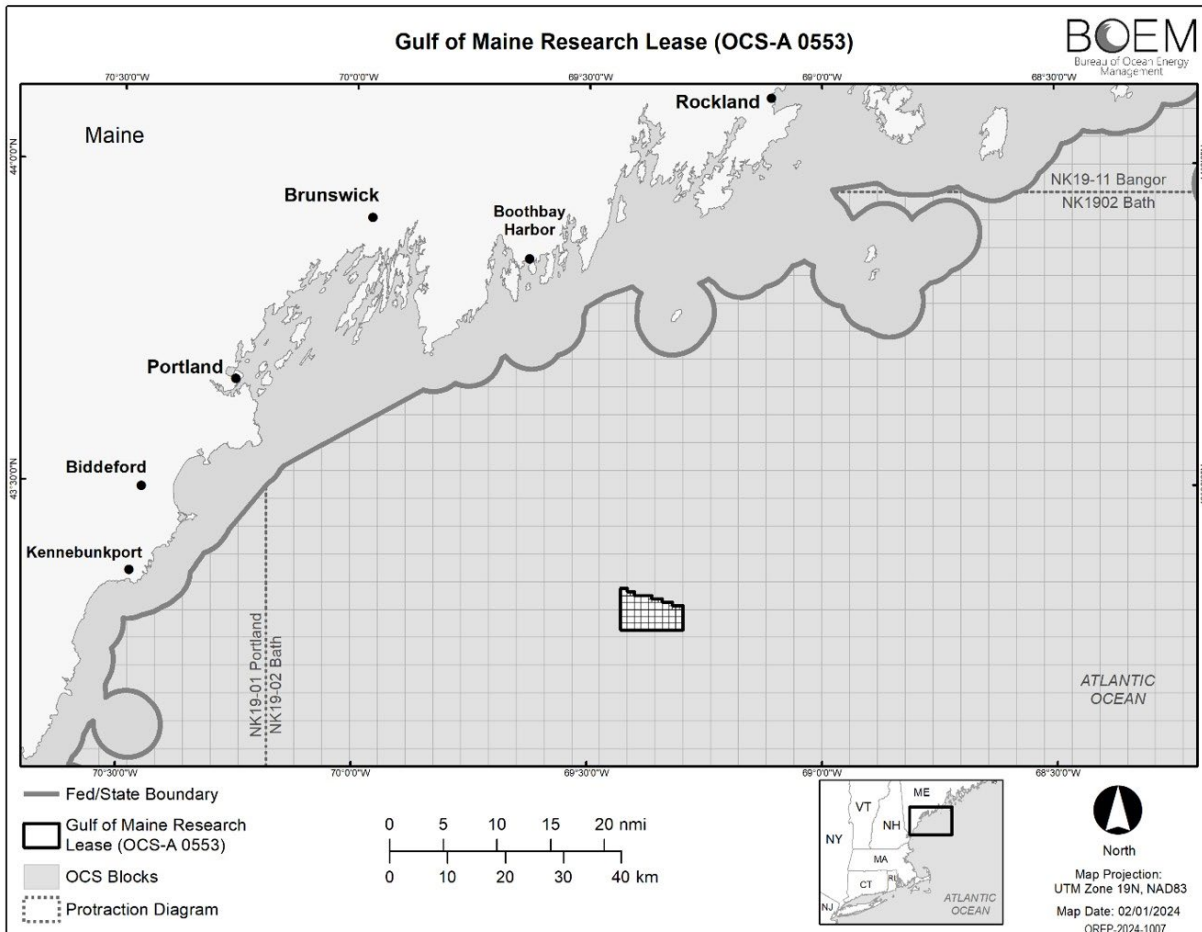 Gulf of Maine Research Lease (OCS-A 0553)
BOEM
Bureau of Ocean Energy
Management
70°30'0"W
70°0'0"W
69°30'0"W
69°0'0"W
68°30'0"W
Rockland
Maine
44°0'0"N
NK19-11 Bangor
NK1902 Bath
Brunswick
Boothbay
Harbor
Portland
Biddeford
43°30'0"N
Kennebunkport
NK19-01 Portland
NK19-02 Bath
ATLANTIC
OCEAN
70°30'0"W
70°0'0"W
69°30'0"W
69°0'0"W
68°30'0"W
Fed/State Boundary
Gulf of Maine Research
Lease (OCS-A 0553)
OCS Blocks
Protraction Diagram
0 5 10 15 20 nmi
0 10 20 30 40 km
ME
VT
NH
NY
MA
CT
RI
NJ
ATLANTIC
OCEAN
North
Map Projection:
UTM Zone 19N, NAD83
Map Date: 02/01/2024
OREP-2024-1007